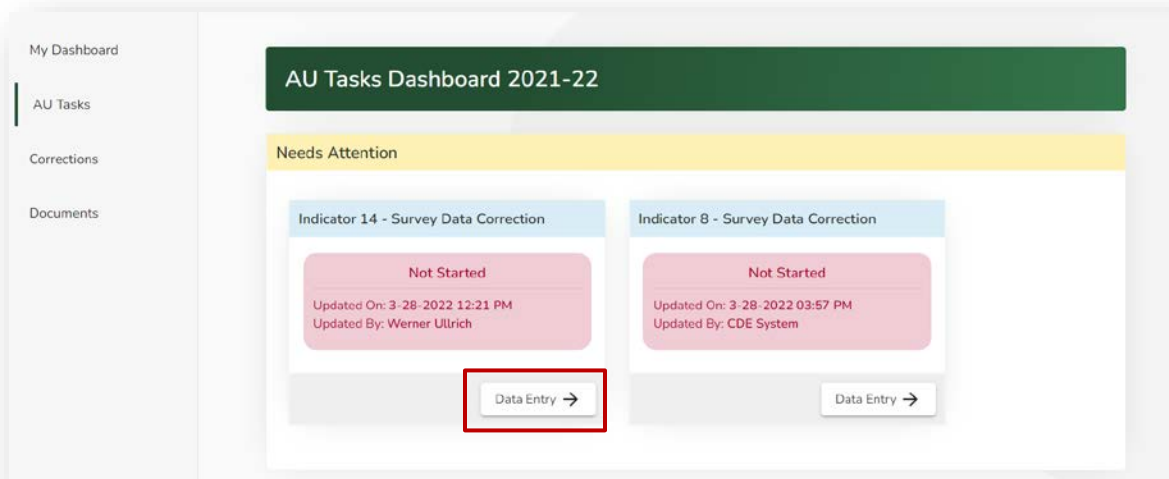 My Dashboard
AU Tasks
Corrections
Documents
AU Tasks Dashboard 2021-22
Needs Attention
Indicator 14 - Survey Data Correction
Not Started
Updated On: 3-28-2022 12:21 PM
Updated By: Werner Ullrich
Data Entry →
Indicator 8 - Survey Data Correction
Not Started
Updated On: 3-28-2022 03:57 PM
Updated By: CDE System
Data Entry →